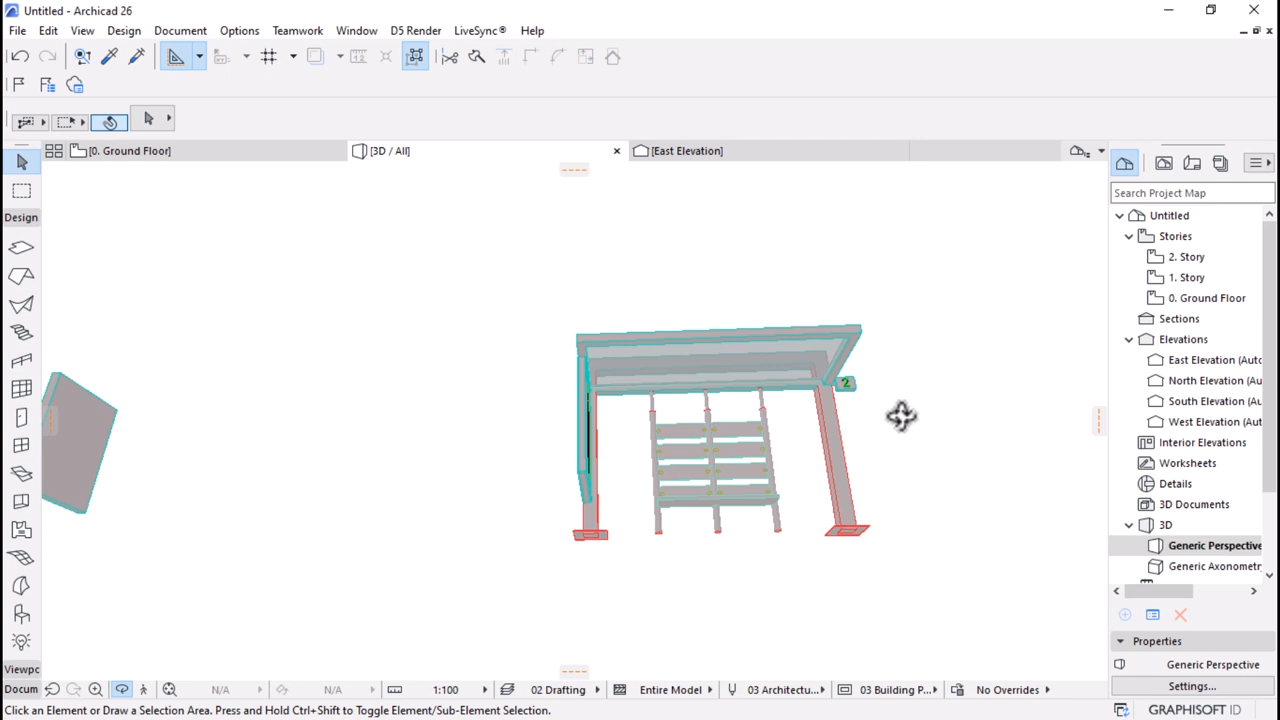 Untitled - Archicad 26
File Edit View Design Document Options Teamwork Window D5 Render LiveSync® Help
[0. Ground Floor] [3D / All] [East Elevation]
Design
Search Project Map
Untitled
Stories
2. Story
1. Story
0. Ground Floor
Sections
Elevations
East Elevation (Auto
North Elevation (Au
South Elevation (Au
West Elevation (Aut
Interior Elevations
Worksheets
Details
3D Documents
3D
Generic Perspective
Generic Axonometr
2
Properties
Generic Perspective
Settings...
Viewpc
Docum N/A N/A 1:100 02 Drafting Entire Model 03 Architectu... 03 Building P... No Overrides
Click an Element or Draw a Selection Area. Press and Hold Ctrl+Shift to Toggle Element/Sub-Element Selection.
GRAPHISOFT ID